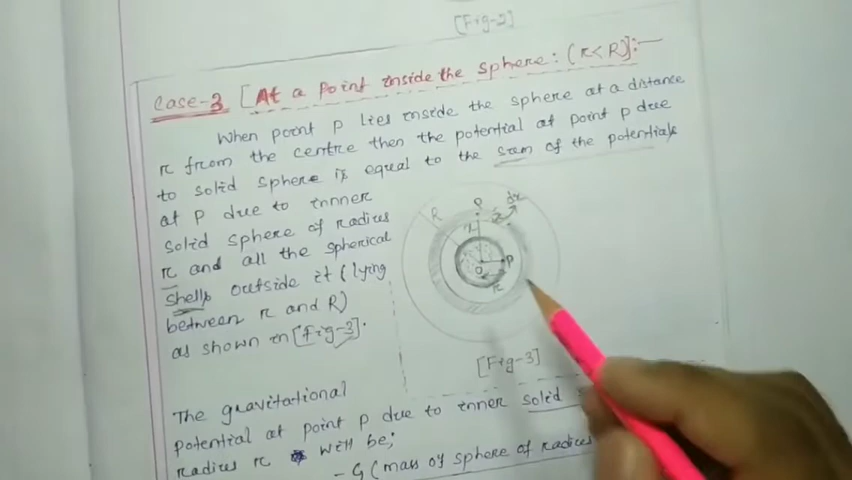 [Fig-2]
Case-3 [At a point inside the sphere: (r<R)]:-
When point P lies inside the sphere at a distance
r from the centre then the potential at point P due
to solid sphere is equal to the sum of the potentials
at P due to innner
solid sphere of radius
r and all the spherical
shells outside it (lying
between r and R)
as shown in [Fig-3].
R
Q
dx
x
O
P
r
[Fig-3]
The gravitational
potential at point P due to inner solid
radius r will be;
- G (mass of sphere of radius